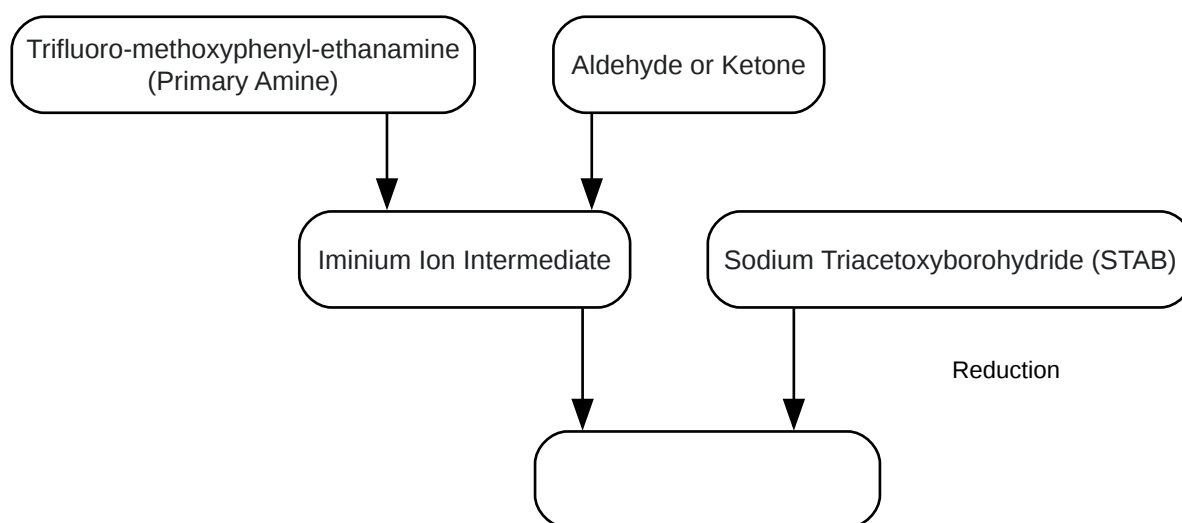 Trifluoro-methoxyphenyl-ethanamine
(Primary Amine)
Aldehyde or Ketone
Iminium Ion Intermediate
Sodium Triacetoxyborohydride (STAB)
Reduction